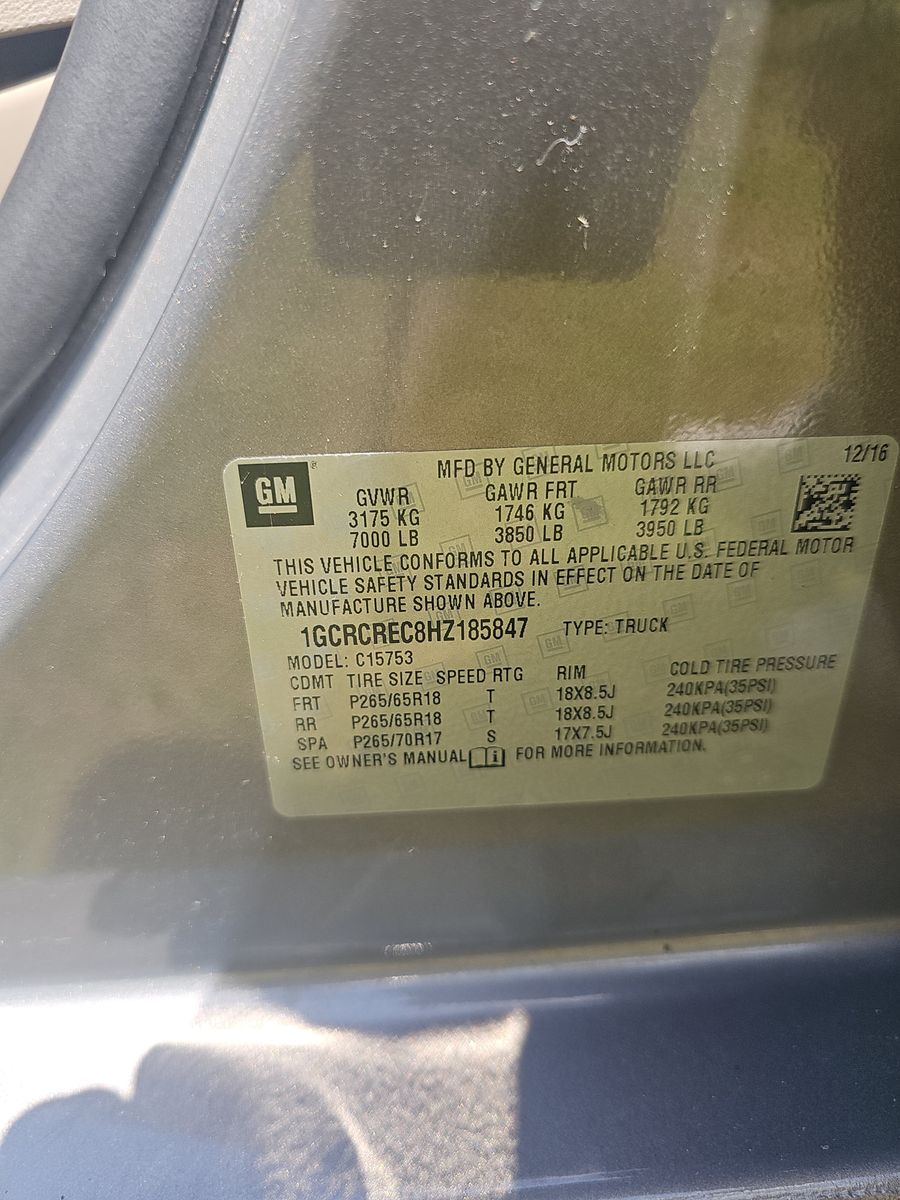 GM ® MFD BY GENERAL MOTORS LLC 12/16
GVWR GAWR FRT GAWR RR
3175 KG 1746 KG 1792 KG
7000 LB 3850 LB 3950 LB
THIS VEHICLE CONFORMS TO ALL APPLICABLE U.S. FEDERAL MOTOR
VEHICLE SAFETY STANDARDS IN EFFECT ON THE DATE OF
MANUFACTURE SHOWN ABOVE.
1GCRCREC8HZ185847 TYPE: TRUCK
MODEL: C15753
CDMT TIRE SIZE SPEED RTG RIM COLD TIRE PRESSURE
FRT P265/65R18 T 18X8.5J 240KPA(35PSI)
RR P265/65R18 T 18X8.5J 240KPA(35PSI)
SPA P265/70R17 S 17X7.5J 240KPA(35PSI)
SEE OWNER'S MANUAL i FOR MORE INFORMATION.